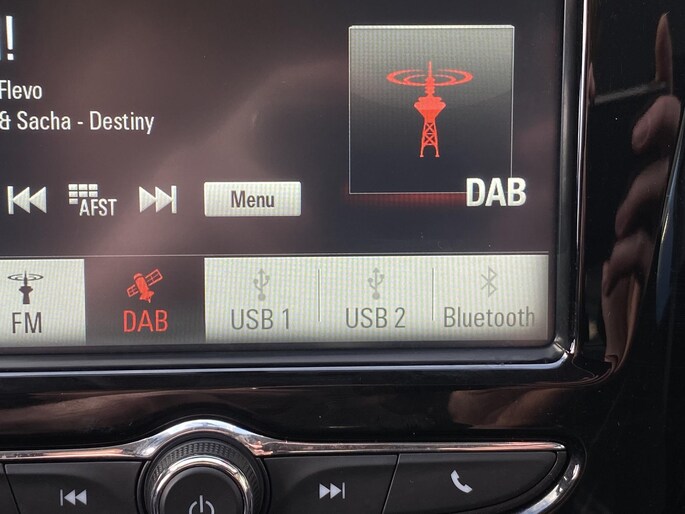 !
Flevo
& Sacha - Destiny
AFST
Menu
DAB
FM
DAB
USB 1
USB 2
Bluetooth